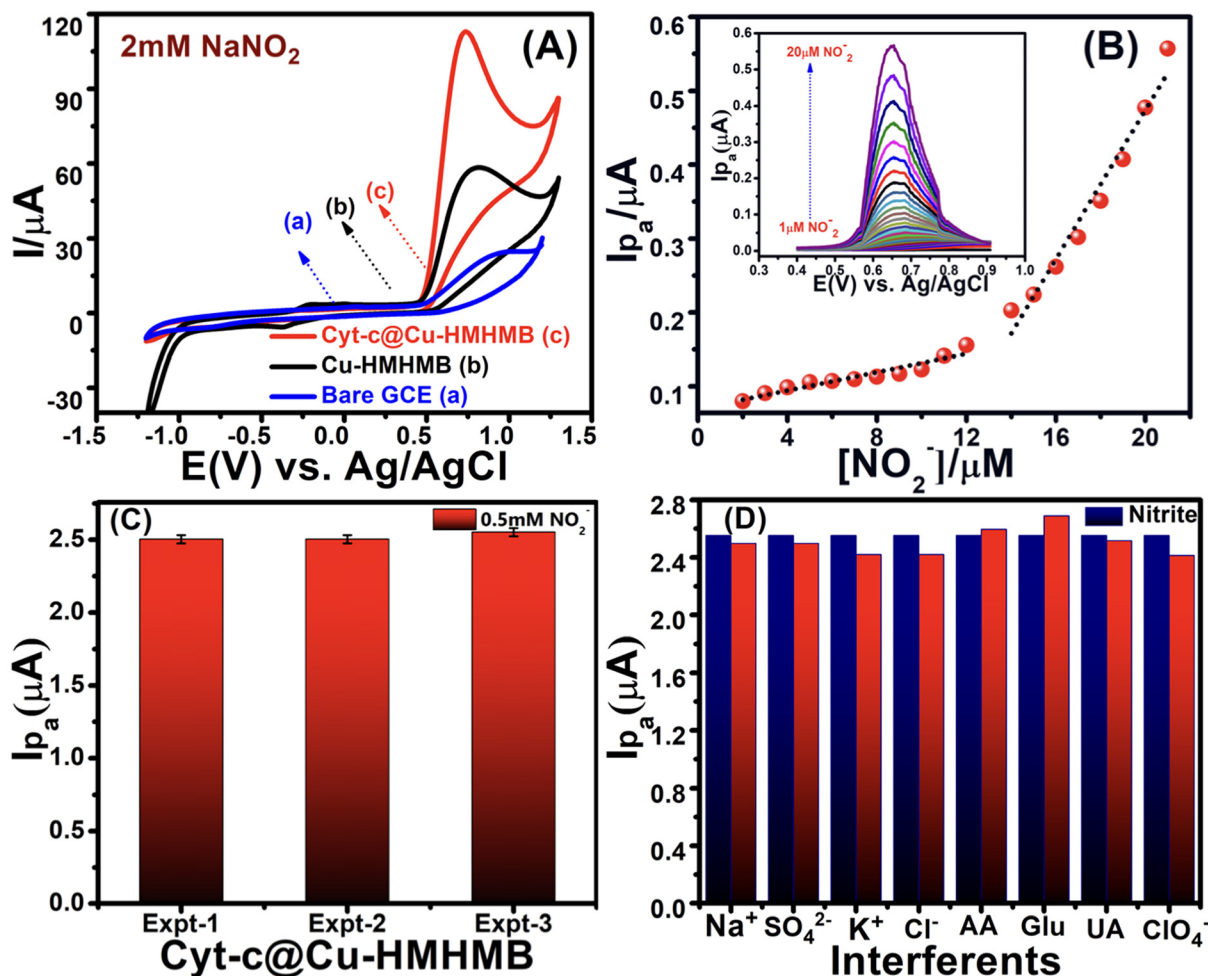 2mM NaNO₂
(A)
I/μA
120
90
60
30
0
-30
(a)
(b)
(c)
Cyt-c@Cu-HMHMB (c)
Cu-HMHMB (b)
Bare GCE (a)
-1.5 -1.0 -0.5 0.0 0.5 1.0 1.5
E(V) vs. Ag/AgCl
(B)
Ipₐ/μA
0.6
0.5
0.4
0.3
0.2
0.1
0 4 8 12 16 20
[NO₂⁻]/μM
Ipₐ(μA)
0.6
0.5
0.4
0.3
0.2
0.1
0.0
20μM NO₂⁻
1μM NO₂⁻
0.3 0.4 0.5 0.6 0.7 0.8 0.9 1.0
E(V) vs. Ag/AgCl
(C)
0.5mM NO₂⁻
Ipₐ(μA)
2.5
2.0
1.5
1.0
0.5
0.0
Expt-1 Expt-2 Expt-3
Cyt-c@Cu-HMHMB
(D)
Nitrite
Ipₐ(μA)
2.8
2.4
2.0
1.6
1.2
0.8
0.4
0.0
Na⁺ SO₄²⁻ K⁺ Cl⁻ AA Glu UA ClO₄⁻
Interferents